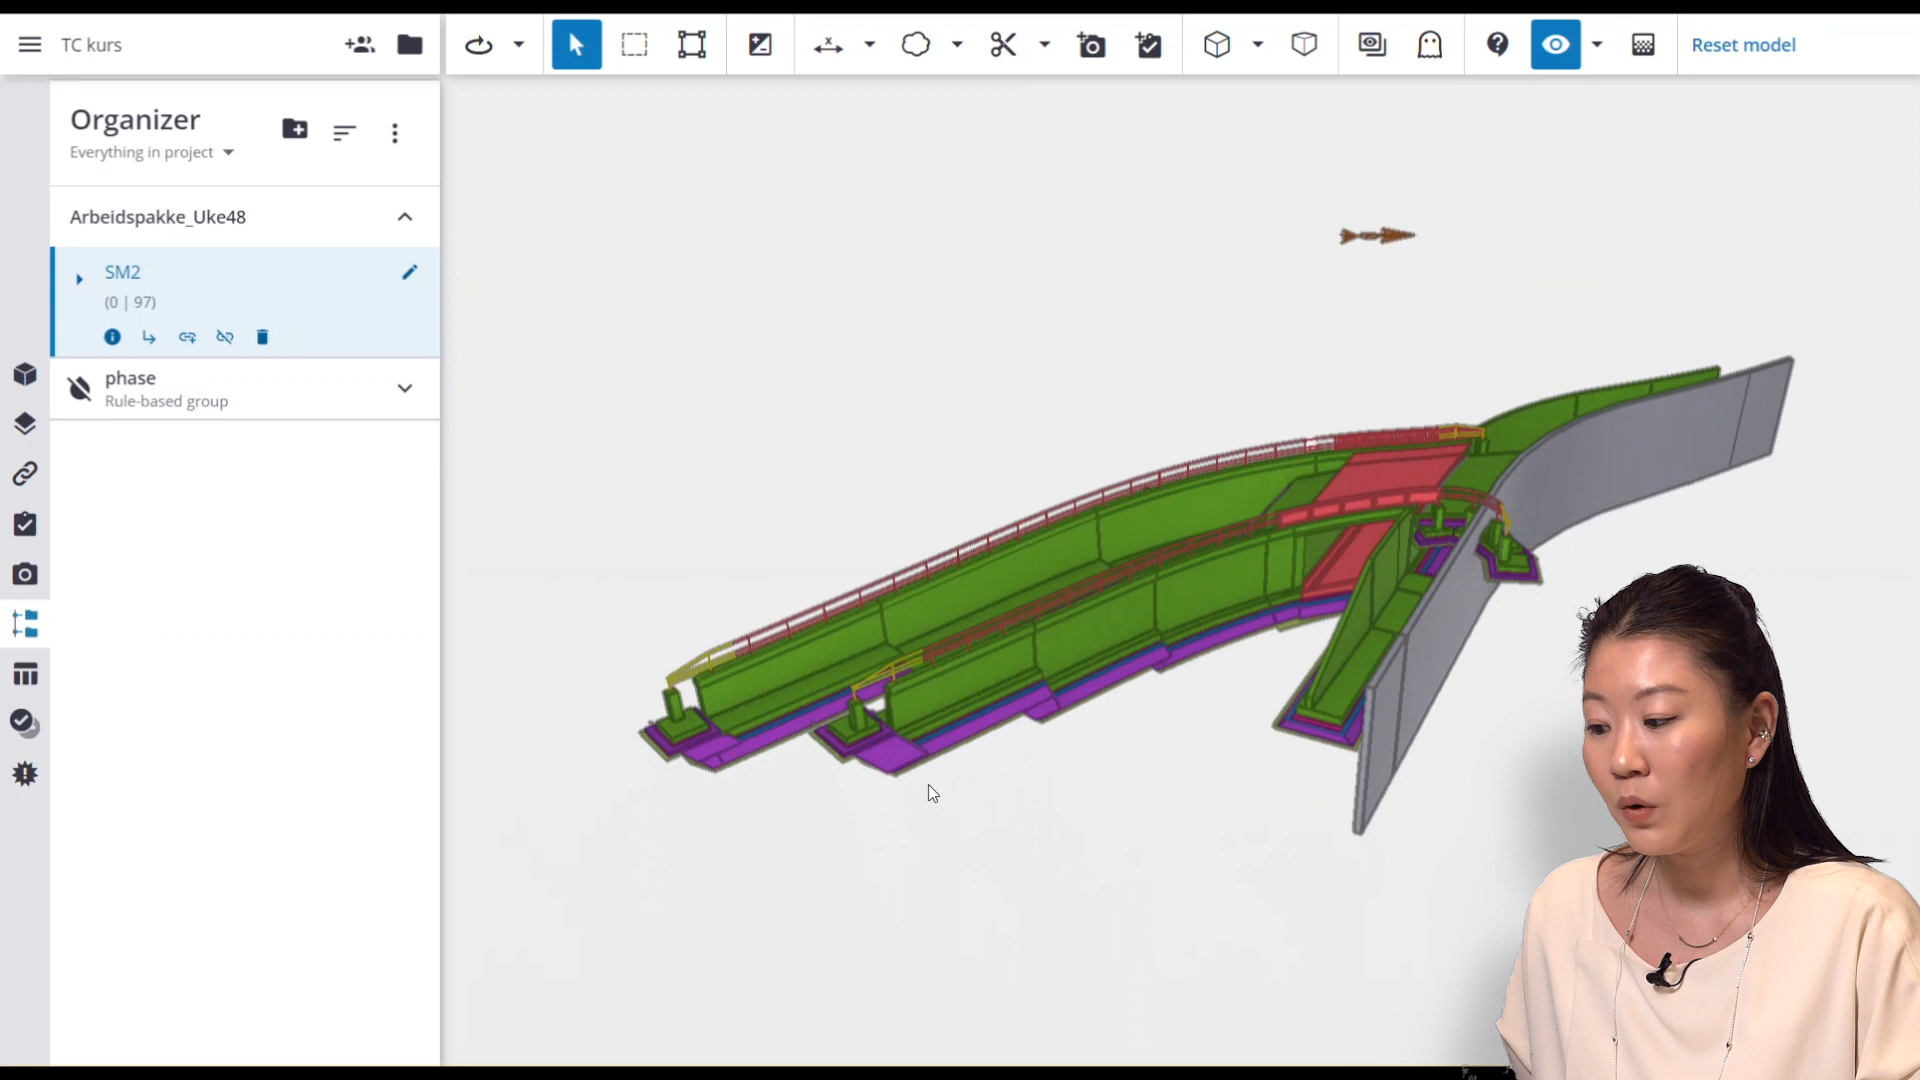 TC kurs
Reset model
Organizer
Everything in project
Arbeidspakke_Uke48
SM2
(0 | 97)
phase
Rule-based group